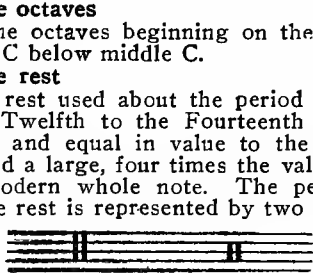 e octaves
ne octaves beginning on the
C below middle C.
e rest
rest used about the period
Twelfth to the Fourteenth
and equal in value to the
d a large, four times the val
odern whole note. The pe
e rest is represented by two